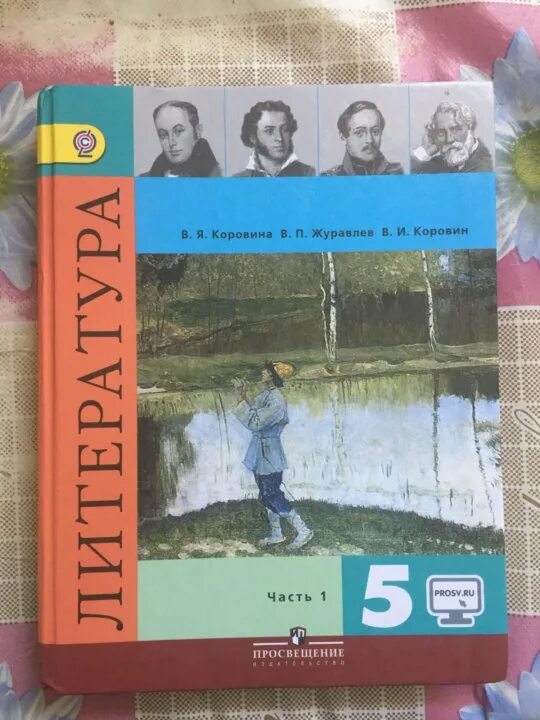 В. Я. Коровина В. П. Журавлев В. И. Коровин
ЛИТЕРАТУРА
Часть 1
5
PROSV.RU
ПРОСВЕЩЕНИЕ
ИЗДАТЕЛЬСТВО